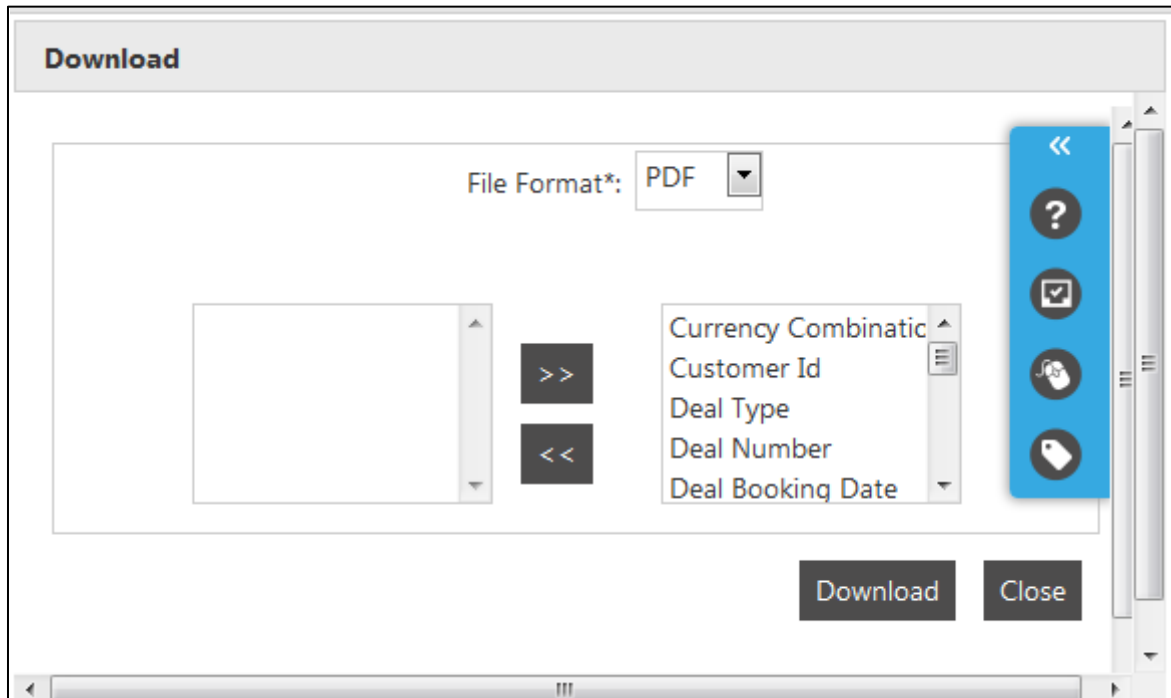 Download
File Format*: PDF
Currency Combinatic
Customer Id
>>
Deal Type
Deal Number
<<
Deal Booking Date
Download Close